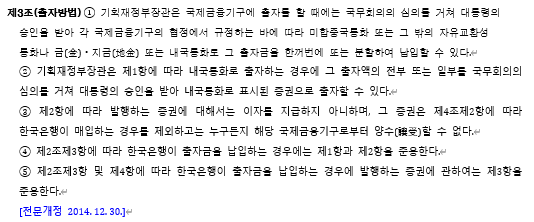 제3조(출자방법) ① 기획재정부장관은 국제금융기구에 출자를 할 때에는 국무회의의 심의를 거쳐 대통령의
승인을 받아 각 국제금융기구의 협정에서 규정하는 바에 따라 미합중국통화 또는 그 밖의 자유교환성
통화나 금(金)ㆍ지금(地金) 또는 내국통화로 그 출자금을 한꺼번에 또는 분할하여 납입할 수 있다.
② 기획재정부장관은 제1항에 따라 내국통화로 출자하는 경우에 그 출자액의 전부 또는 일부를 국무회의의
심의를 거쳐 대통령의 승인을 받아 내국통화로 표시된 증권으로 출자할 수 있다.
③ 제2항에 따라 발행하는 증권에 대해서는 이자를 지급하지 아니하며, 그 증권은 제4조제2항에 따라
한국은행이 매입하는 경우를 제외하고는 누구든지 해당 국제금융기구로부터 양수(讓受)할 수 없다.
④ 제2조제3항에 따라 한국은행이 출자금을 납입하는 경우에는 제1항과 제2항을 준용한다.
⑤ 제2조제3항 및 제4항에 따라 한국은행이 출자금을 납입하는 경우에 발행하는 증권에 관하여는 제3항을
준용한다.
[전문개정 2014. 12. 30.]